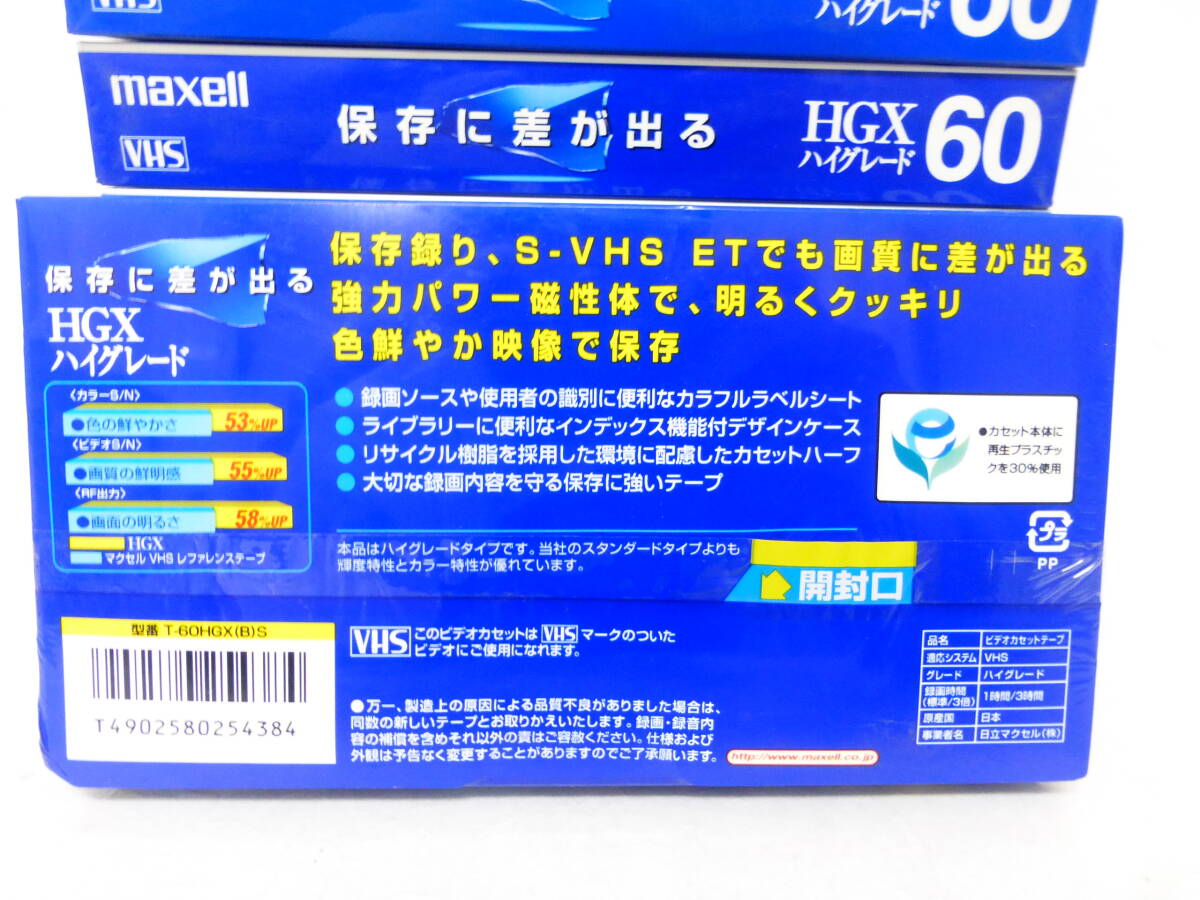 VHS
ハイグレード 60
maxell
VHS
保存に差が出る
HGX
ハイグレード
60
保存に差が出る
HGX
ハイグレード
〈カラーS/N〉
●色の鮮やかさ 53%UP
〈ビデオS/N〉
●画質の鮮明感 55%UP
〈RF出力〉
●画面の明るさ 58%UP
HGX
マクセル VHS レファレンステープ
保存録り、S-VHS ETでも画質に差が出る
強力パワー磁性体で、明るくクッキリ
色鮮やか映像で保存
● 録画ソースや使用者の識別に便利なカラフルラベルシート
● ライブラリーに便利なインデックス機能付デザインケース
● リサイクル樹脂を採用した環境に配慮したカセットハーフ
● 大切な録画内容を守る保存に強いテープ
●カセット本体に
再生プラスチッ
クを30%使用
プラ
PP
本品はハイグレードタイプです。当社のスタンダードタイプよりも
輝度特性とカラー特性が優れています。
開封口
型番 T-60HGX(B)S
T4902580254384
VHS このビデオカセットは VHS マークのついた
ビデオにご使用になれます。
●万一、製造上の原因による品質不良がありました場合は、
同数の新しいテープとお取りかえいたします。録画・録音内
容の補償を含めそれ以外の責はご容赦ください。仕様および
外観は予告なく変更することがありますのでご了承願います。
http://www.maxell.co.jp
品名 ビデオカセットテープ
適応システム VHS
グレード ハイグレード
録画時間
(標準/3倍) 1時間/3時間
原産国 日本
事業者名 日立マクセル(株)